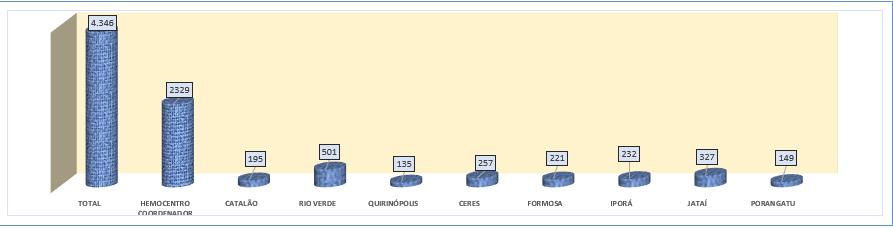 4.346
2329
195
501
135
257
221
232
327
149
TOTAL
HEMOCENTRO
COORDENADOR
CATALÃO
RIO VERDE
QUIRINÓPOLIS
CERES
FORMOSA
IPORÁ
JATAÍ
PORANGATU